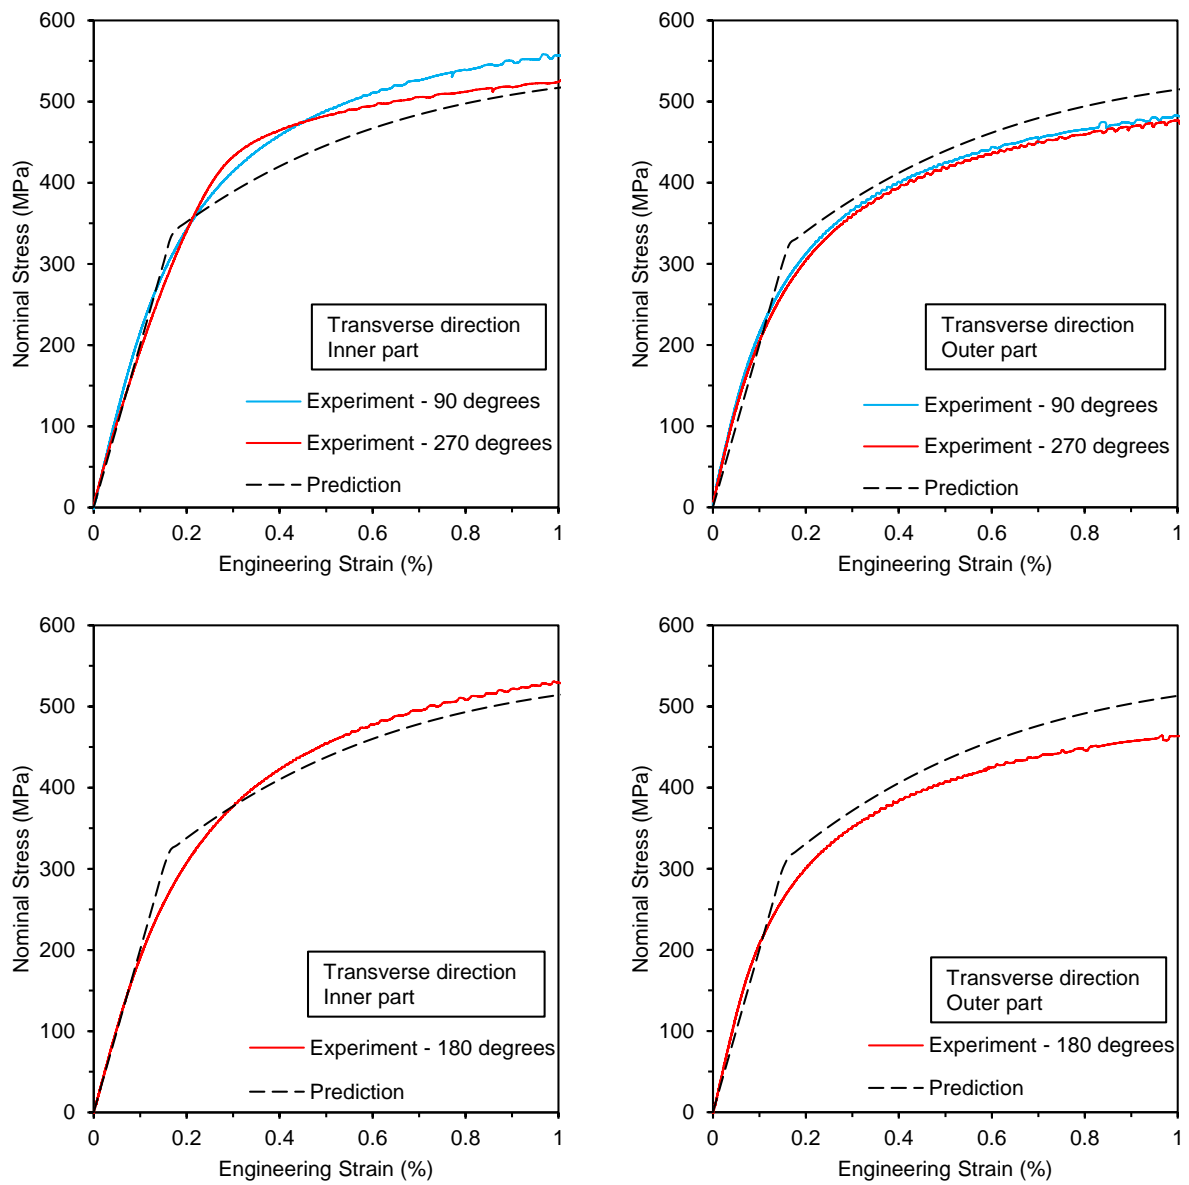 600
500
400
300
200
100
0
Nominal Stress (MPa)
Transverse direction
Inner part
Experiment - 90 degrees
Experiment - 270 degrees
Prediction
0 0.2 0.4 0.6 0.8 1
Engineering Strain (%)
600
500
400
300
200
100
0
Nominal Stress (MPa)
Transverse direction
Outer part
Experiment - 90 degrees
Experiment - 270 degrees
Prediction
0 0.2 0.4 0.6 0.8 1
Engineering Strain (%)
600
500
400
300
200
100
0
Nominal Stress (MPa)
Transverse direction
Inner part
Experiment - 180 degrees
Prediction
0 0.2 0.4 0.6 0.8 1
Engineering Strain (%)
600
500
400
300
200
100
0
Nominal Stress (MPa)
Transverse direction
Outer part
Experiment - 180 degrees
Prediction
0 0.2 0.4 0.6 0.8 1
Engineering Strain (%)